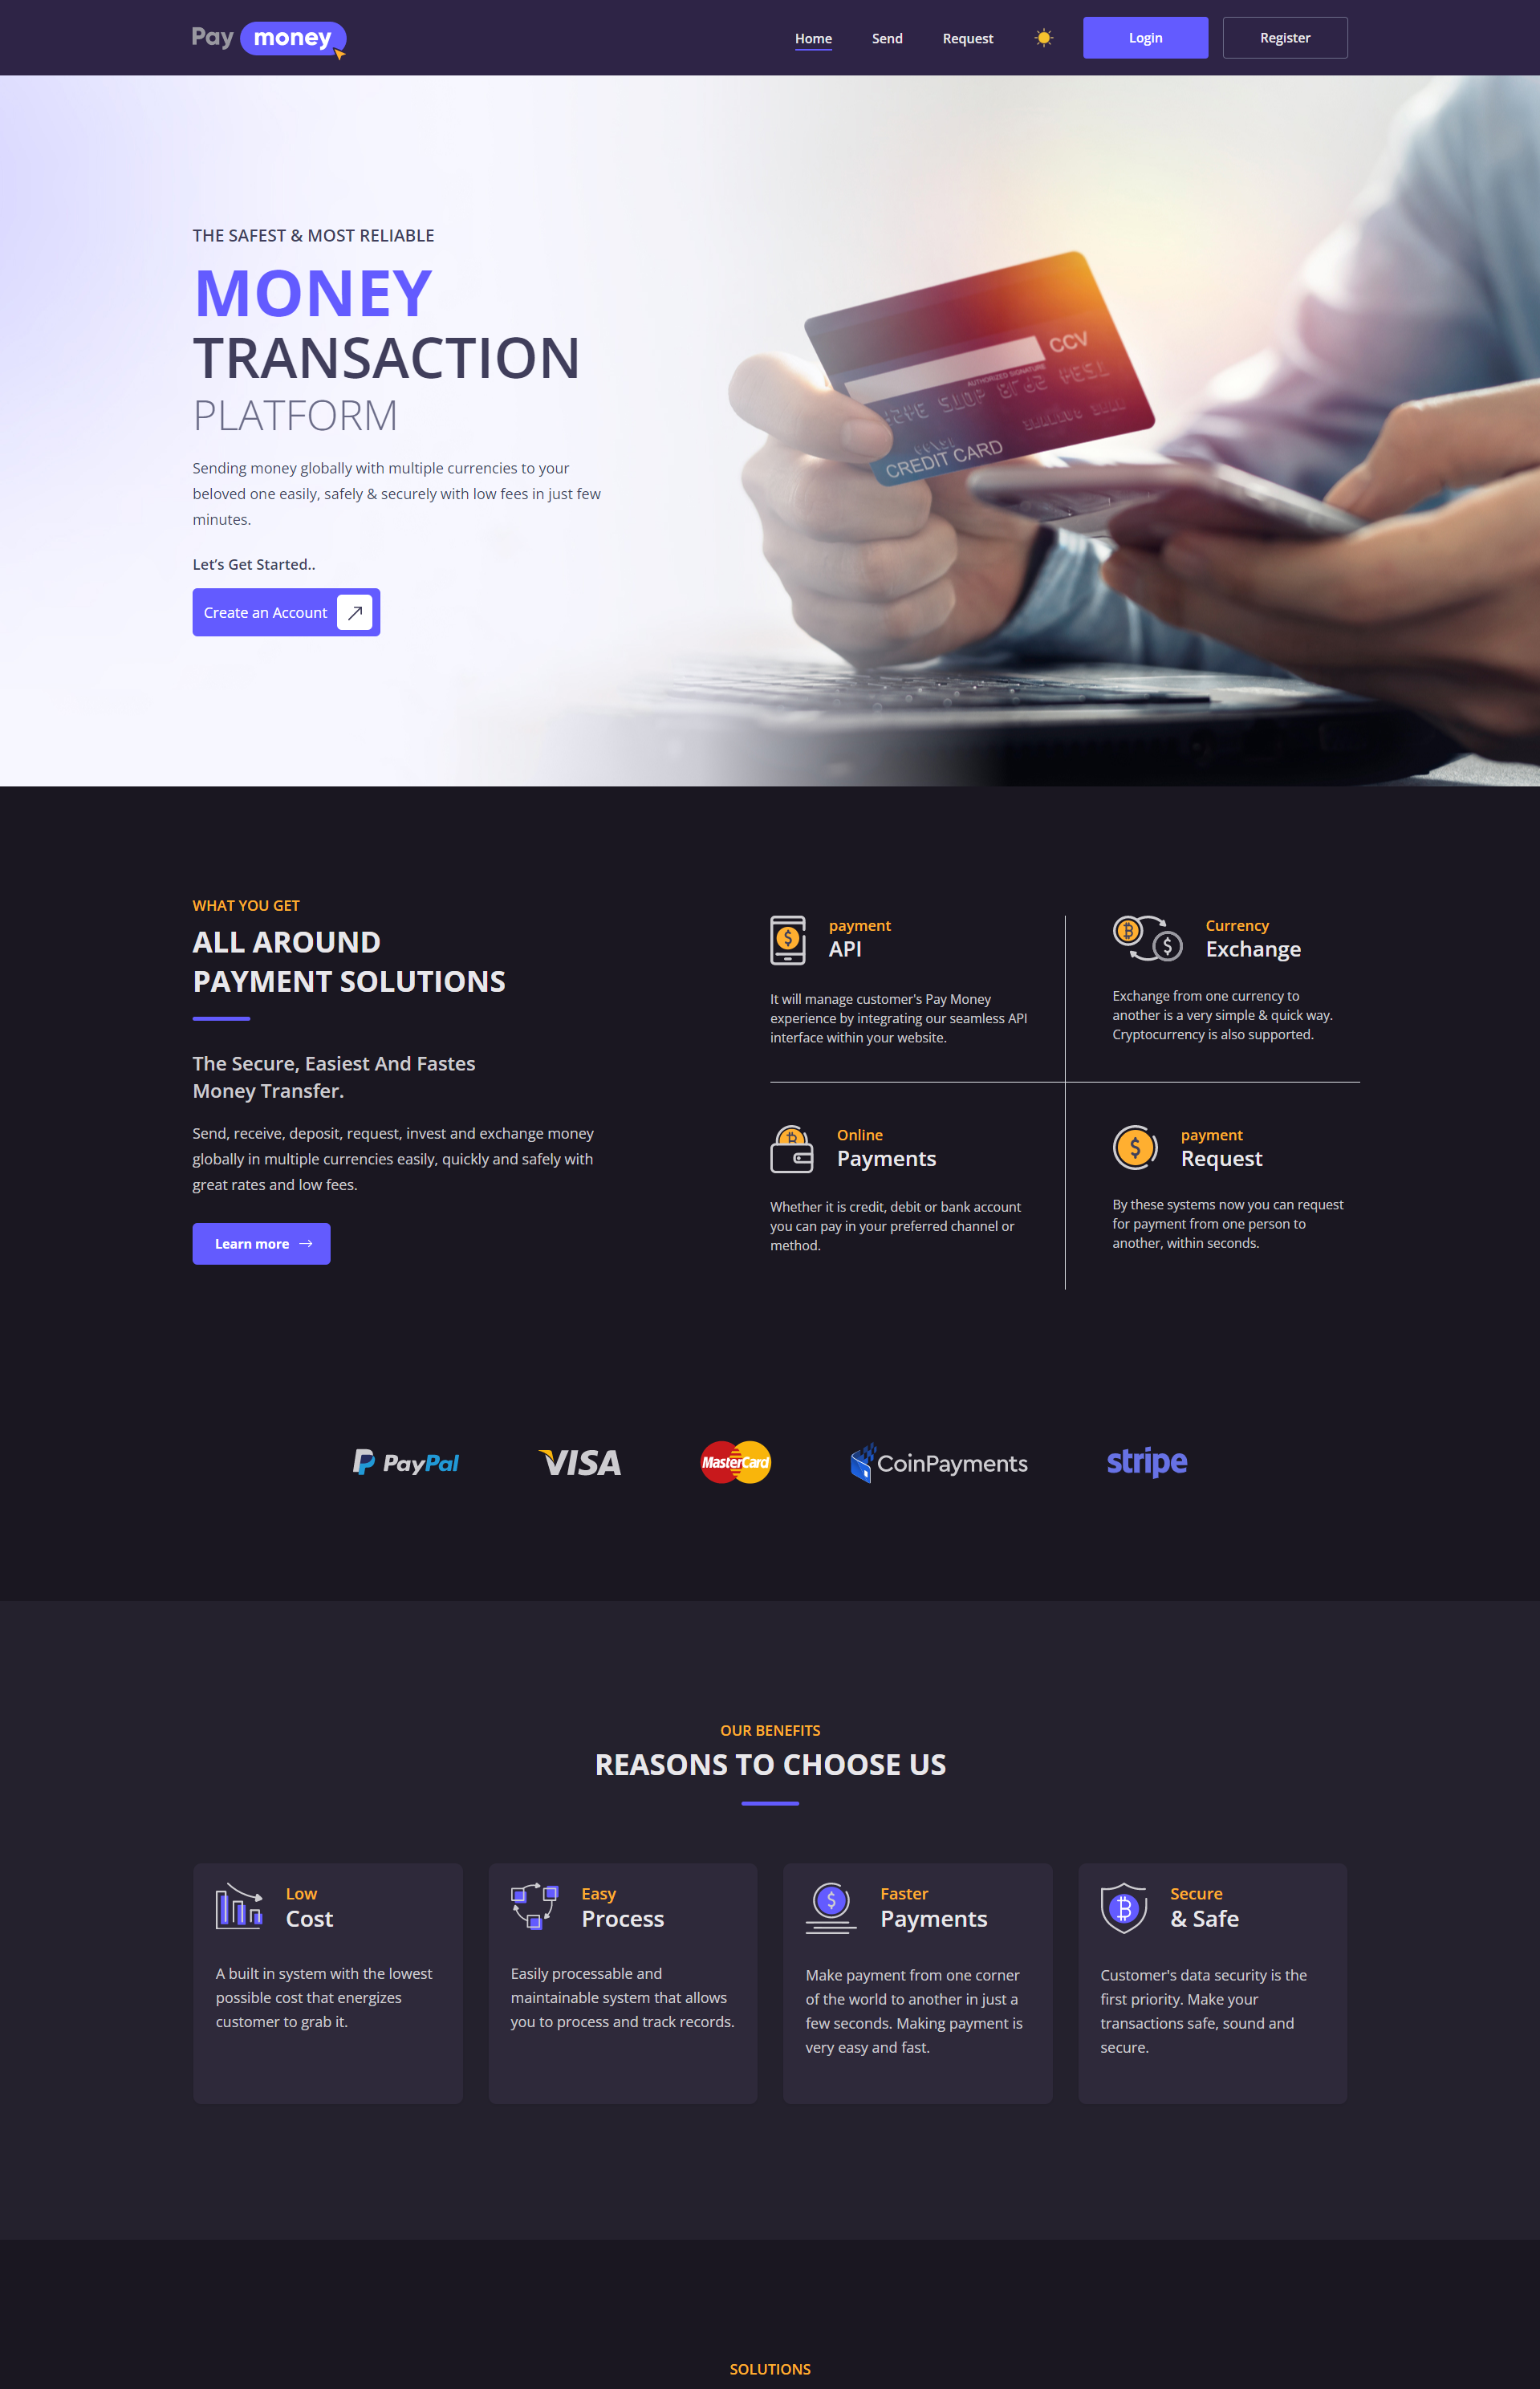 Pay money
Home
Send
Request
Login
Register
THE SAFEST & MOST RELIABLE
MONEY
TRANSACTION
PLATFORM
Sending money globally with multiple currencies to your
beloved one easily, safely & securely with low fees in just few
minutes.
Let’s Get Started..
Create an Account
CCV
AUTHORIZED SIGNATURE
CREDIT CARD
WHAT YOU GET
ALL AROUND
PAYMENT SOLUTIONS
The Secure, Easiest And Fastes
Money Transfer.
Send, receive, deposit, request, invest and exchange money
globally in multiple currencies easily, quickly and safely with
great rates and low fees.
Learn more
payment
API
It will manage customer's Pay Money
experience by integrating our seamless API
interface within your website.
Currency
Exchange
Exchange from one currency to
another is a very simple & quick way.
Cryptocurrency is also supported.
Online
Payments
Whether it is credit, debit or bank account
you can pay in your preferred channel or
method.
payment
Request
By these systems now you can request
for payment from one person to
another, within seconds.
PayPal
VISA
MasterCard
CoinPayments
stripe
OUR BENEFITS
REASONS TO CHOOSE US
Low
Cost
A built in system with the lowest
possible cost that energizes
customer to grab it.
Easy
Process
Easily processable and
maintainable system that allows
you to process and track records.
Faster
Payments
Make payment from one corner
of the world to another in just a
few seconds. Making payment is
very easy and fast.
Secure
& Safe
Customer's data security is the
first priority. Make your
transactions safe, sound and
secure.
SOLUTIONS